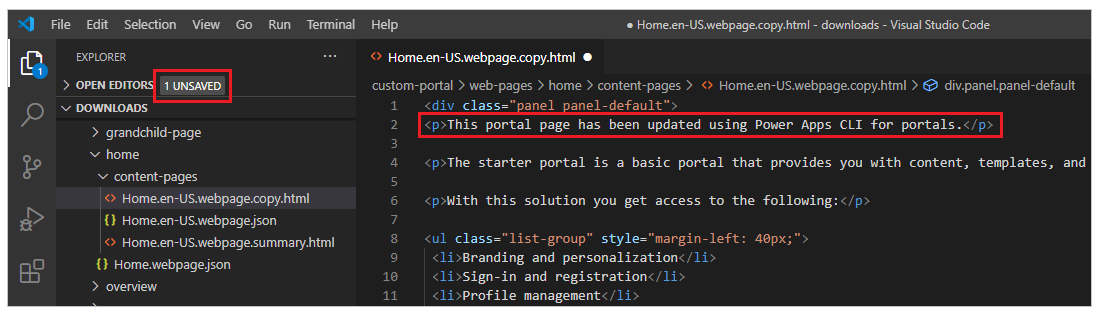 File Edit Selection View Go Run Terminal Help ● Home.en-US.webpage.copy.html - downloads - Visual Studio Code
EXPLORER ···
OPEN EDITORS 1 UNSAVED
DOWNLOADS
grandchild-page
home
content-pages
<> Home.en-US.webpage.copy.html
{} Home.en-US.webpage.json
<> Home.en-US.webpage.summary.html
{} Home.webpage.json
overview
1
<> Home.en-US.webpage.copy.html ●
custom-portal > web-pages > home > content-pages > <> Home.en-US.webpage.copy.html > div.panel.panel-default
1 <div class="panel panel-default">
2 <p>This portal page has been updated using Power Apps CLI for portals.</p>
3
4 <p>The starter portal is a basic portal that provides you with content, templates, and
5
6 <p>With this solution you get access to the following:</p>
7
8 <ul class="list-group" style="margin-left: 40px;">
9 <li>Branding and personalization</li>
10 <li>Sign-in and registration</li>
11 <li>Profile management</li>